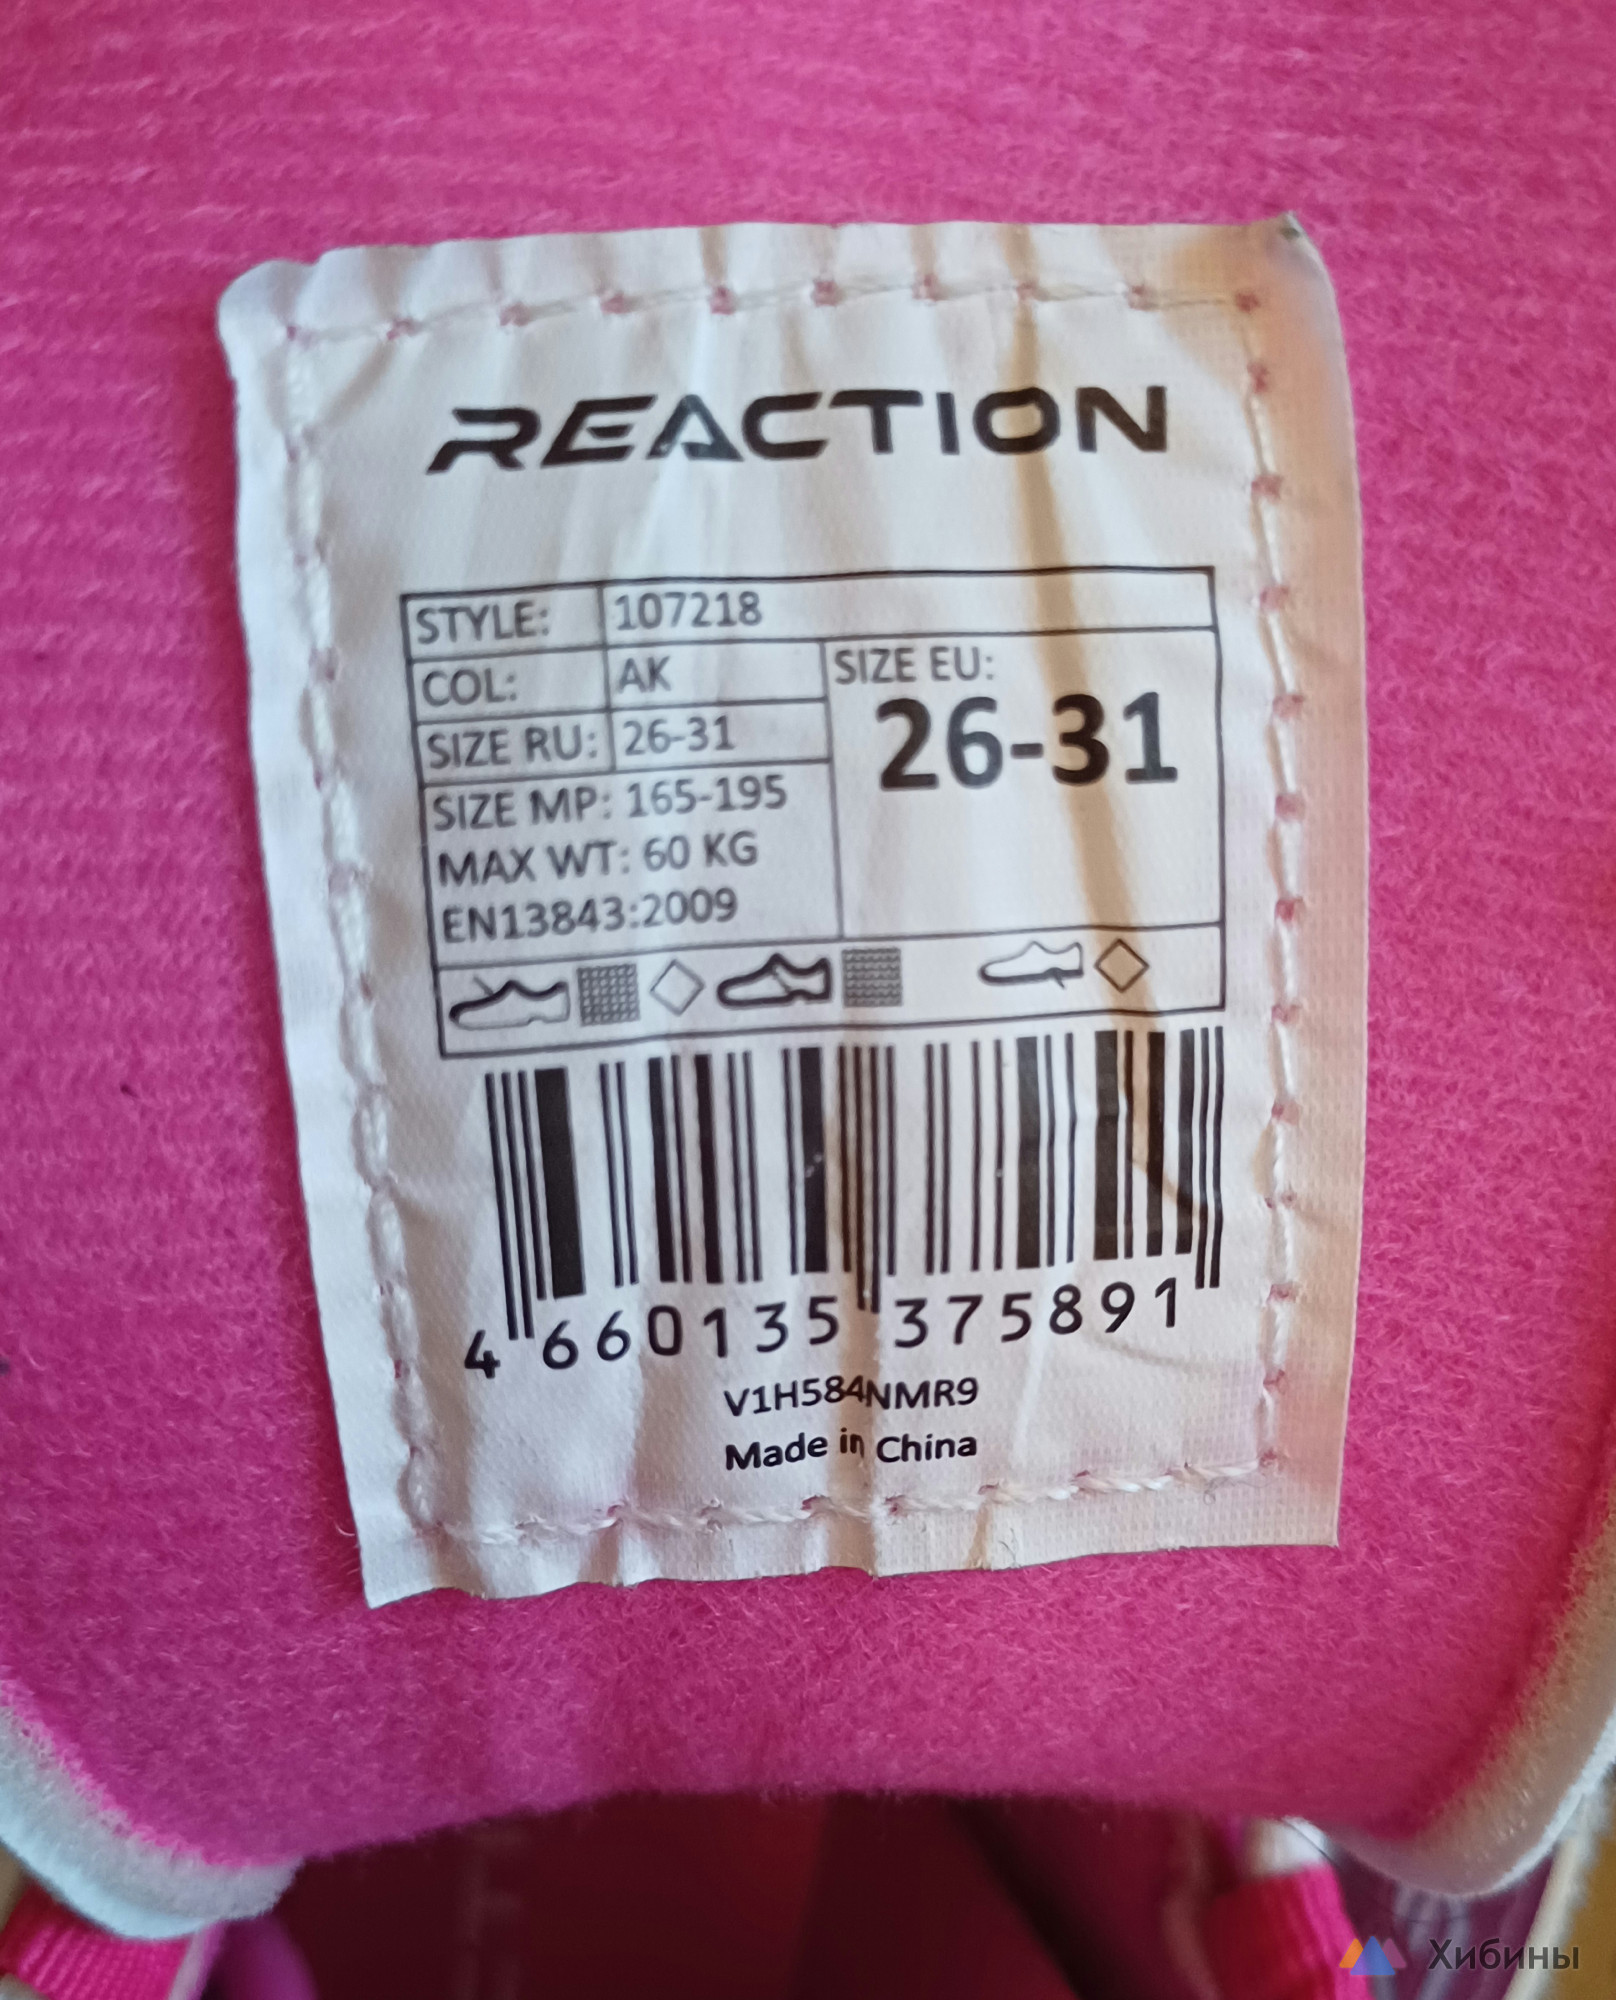 REACTION
STYLE: 107218
COL: AK
SIZE RU: 26-31
SIZE EU:
26-31
SIZE MP: 165-195
MAX WT: 60 KG
EN13843:2009
4 660135 375891
V1H584NMR9
Made in China
Хибины